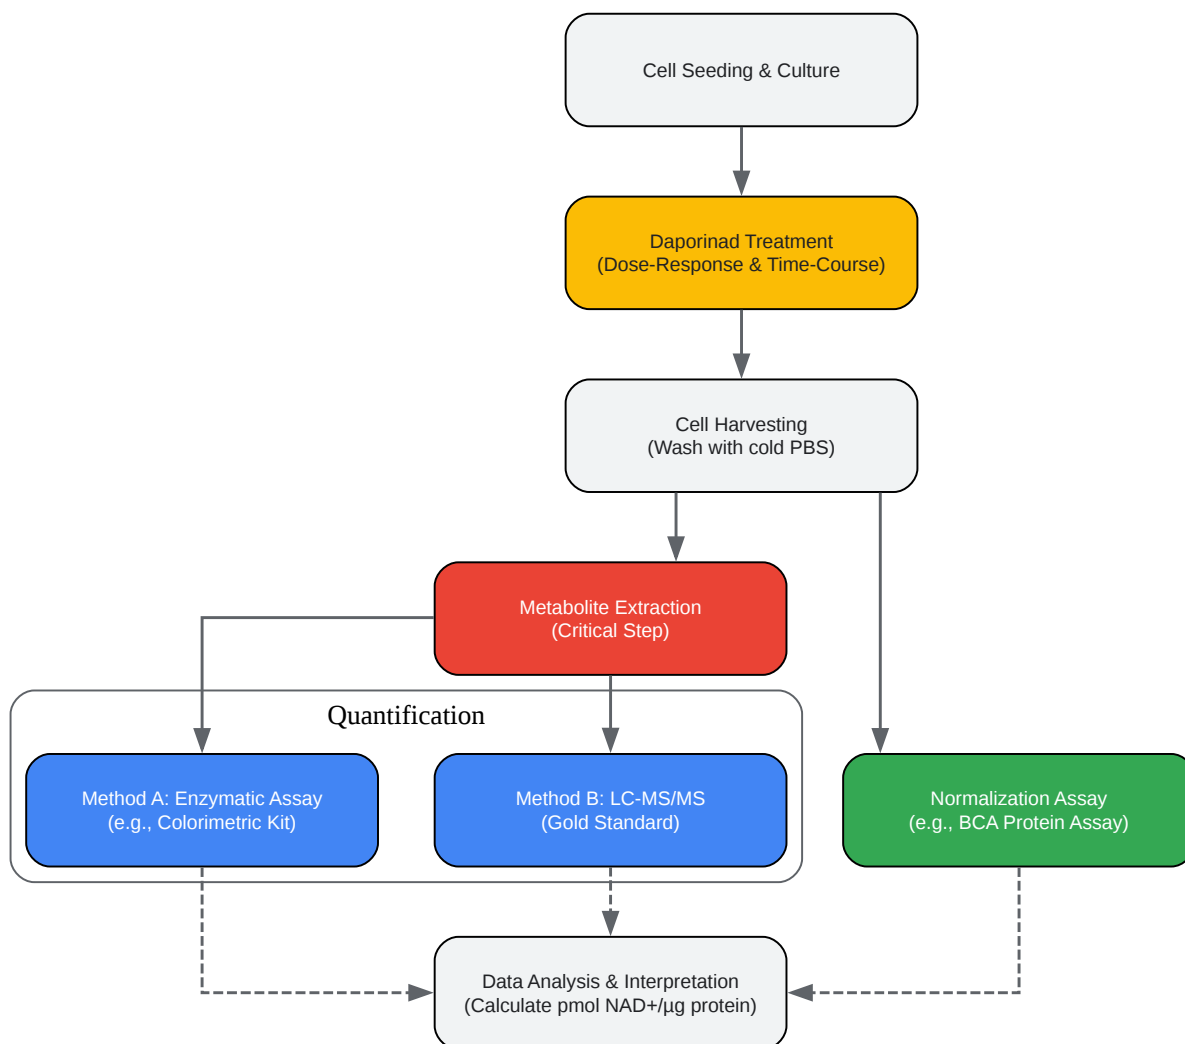 Cell Seeding & Culture
Daporinad Treatment
(Dose-Response & Time-Course)
Cell Harvesting
(Wash with cold PBS)
Metabolite Extraction
(Critical Step)
Quantification
Method A: Enzymatic Assay
(e.g., Colorimetric Kit)
Method B: LC-MS/MS
(Gold Standard)
Normalization Assay
(e.g., BCA Protein Assay)
Data Analysis & Interpretation
(Calculate pmol NAD+/µg protein)